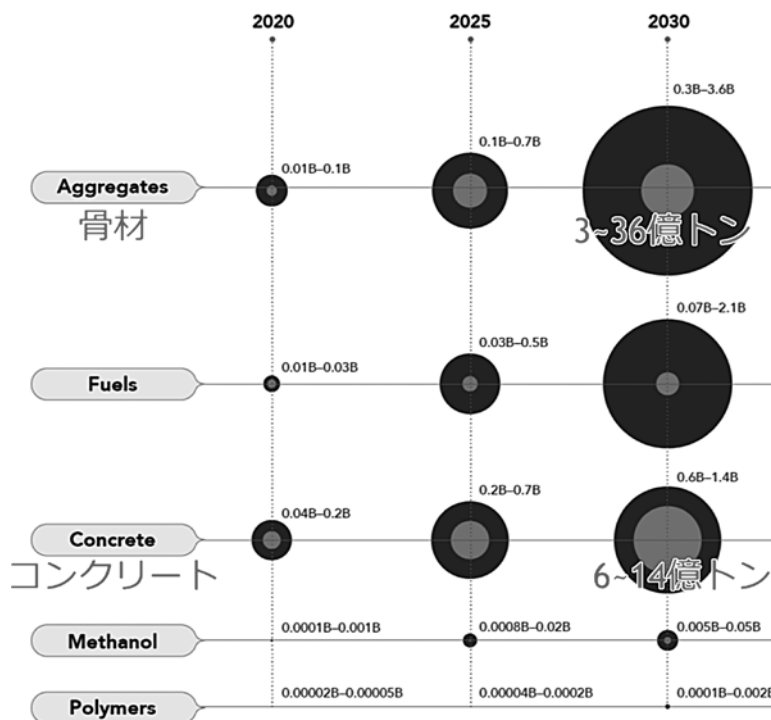 2020 2025 2030
0.3B–3.6B
0.1B–0.7B
0.01B–0.1B
Aggregates
骨材
3~36億トン
0.07B–2.1B
0.03B–0.5B
0.01B–0.03B
Fuels
0.6B–1.4B
0.2B–0.7B
0.04B–0.2B
Concrete
コンクリート
6~14億トン
0.0001B–0.001B 0.0008B–0.02B 0.005B–0.05B
Methanol
0.00002B–0.00005B 0.00004B–0.0002B 0.0001B–0.002B
Polymers